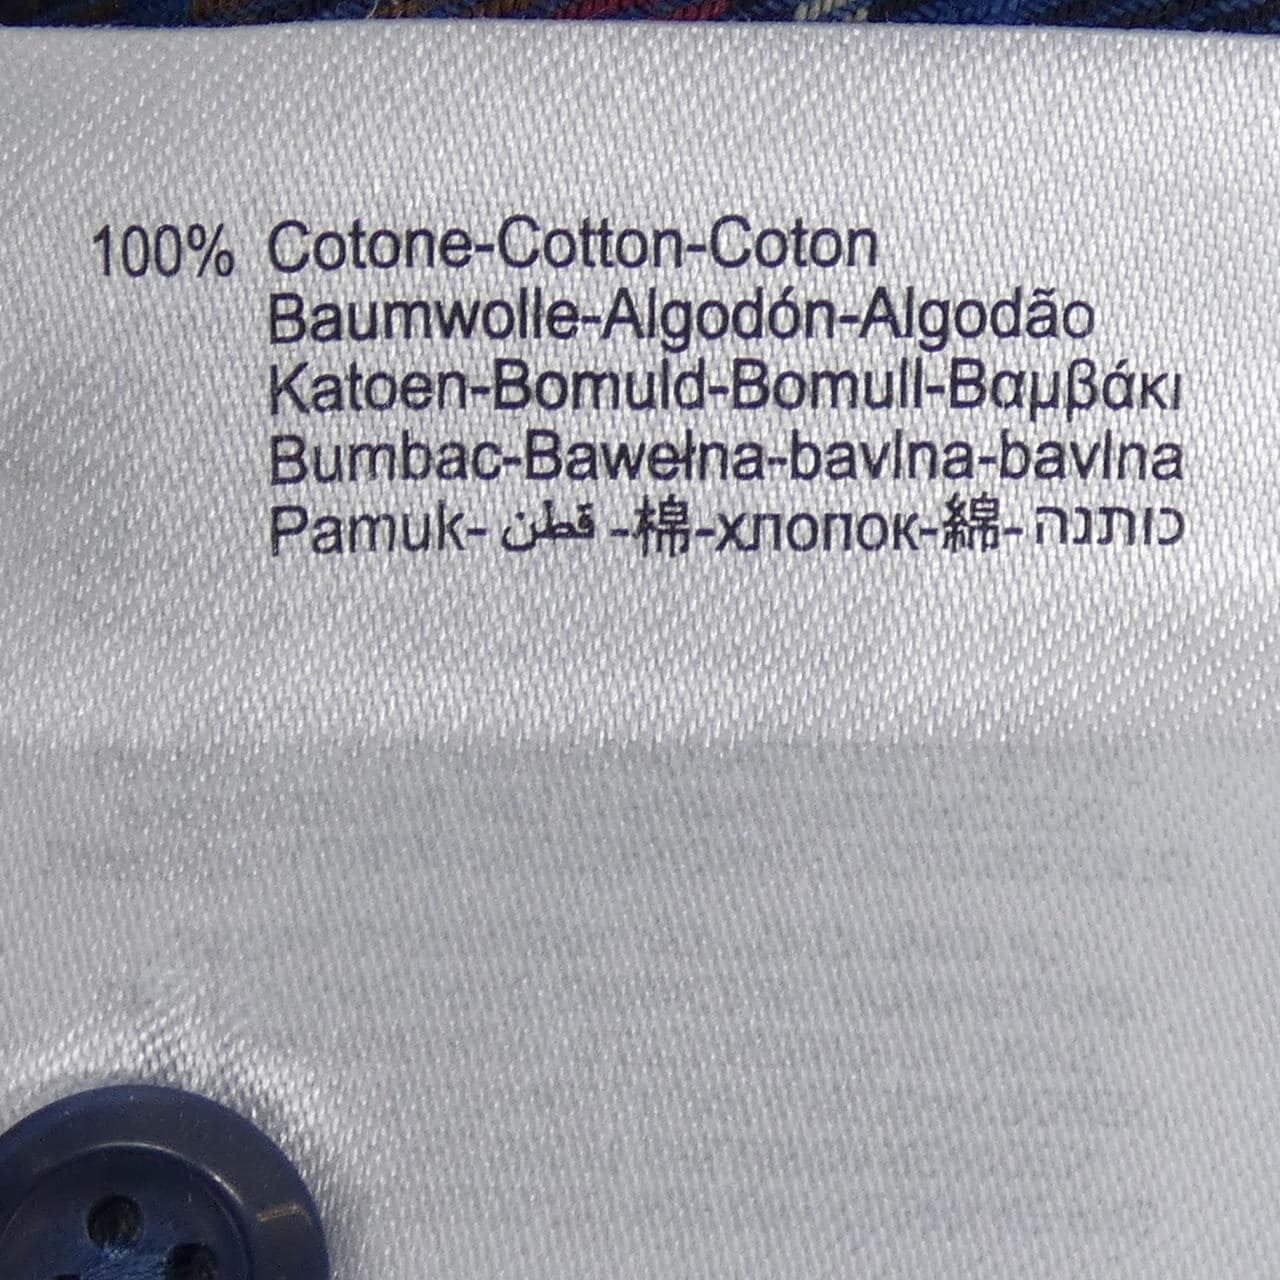 100% Cotone-Cotton-Coton
Baumwolle-Algodón-Algodão
Katoen-Bomuld-Bomull-Βαμβάκι
Bumbac-Bawełna-bavlna-bavlna
Pamuk- قطن -棉-хлопок-綿-כותנה